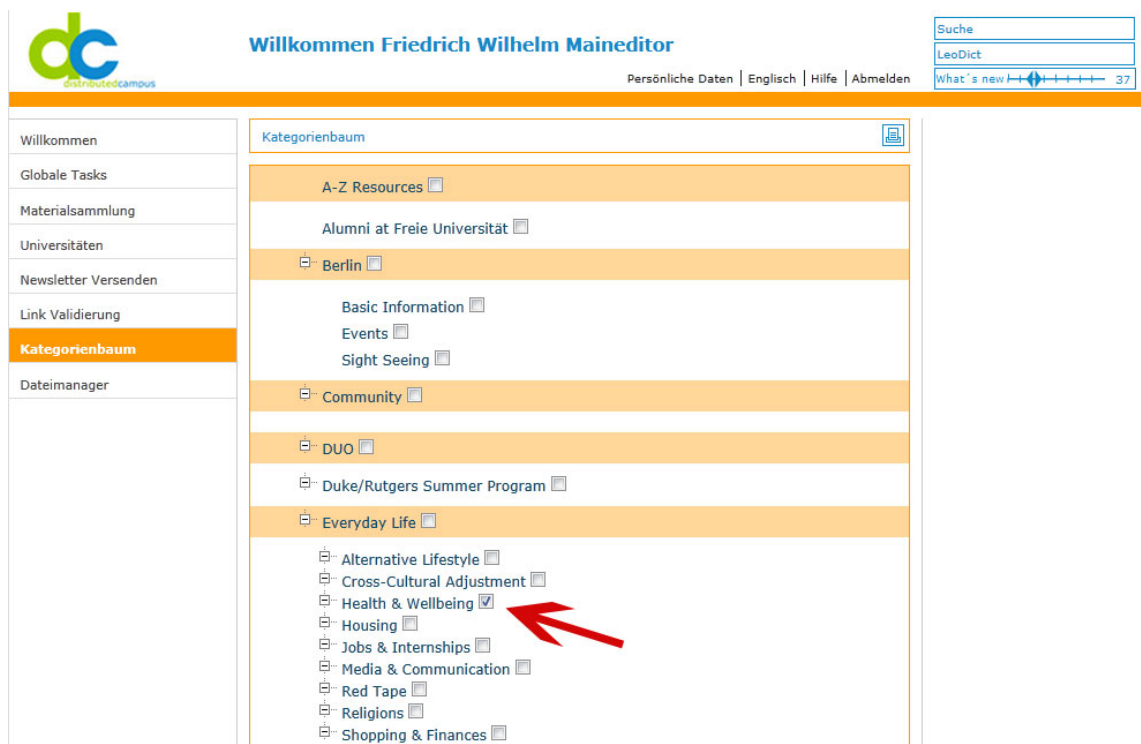 dc
distributedcampus
Willkommen Friedrich Wilhelm Maineditor
Persönliche Daten | Englisch | Hilfe | Abmelden
Suche
LeoDict
What´s new 37
Willkommen
Globale Tasks
Materialsammlung
Universitäten
Newsletter Versenden
Link Validierung
Kategorienbaum
Dateimanager
Kategorienbaum
A-Z Resources
Alumni at Freie Universität
Berlin
Basic Information
Events
Sight Seeing
Community
DUO
Duke/Rutgers Summer Program
Everyday Life
Alternative Lifestyle
Cross-Cultural Adjustment
Health & Wellbeing
Housing
Jobs & Internships
Media & Communication
Red Tape
Religions
Shopping & Finances